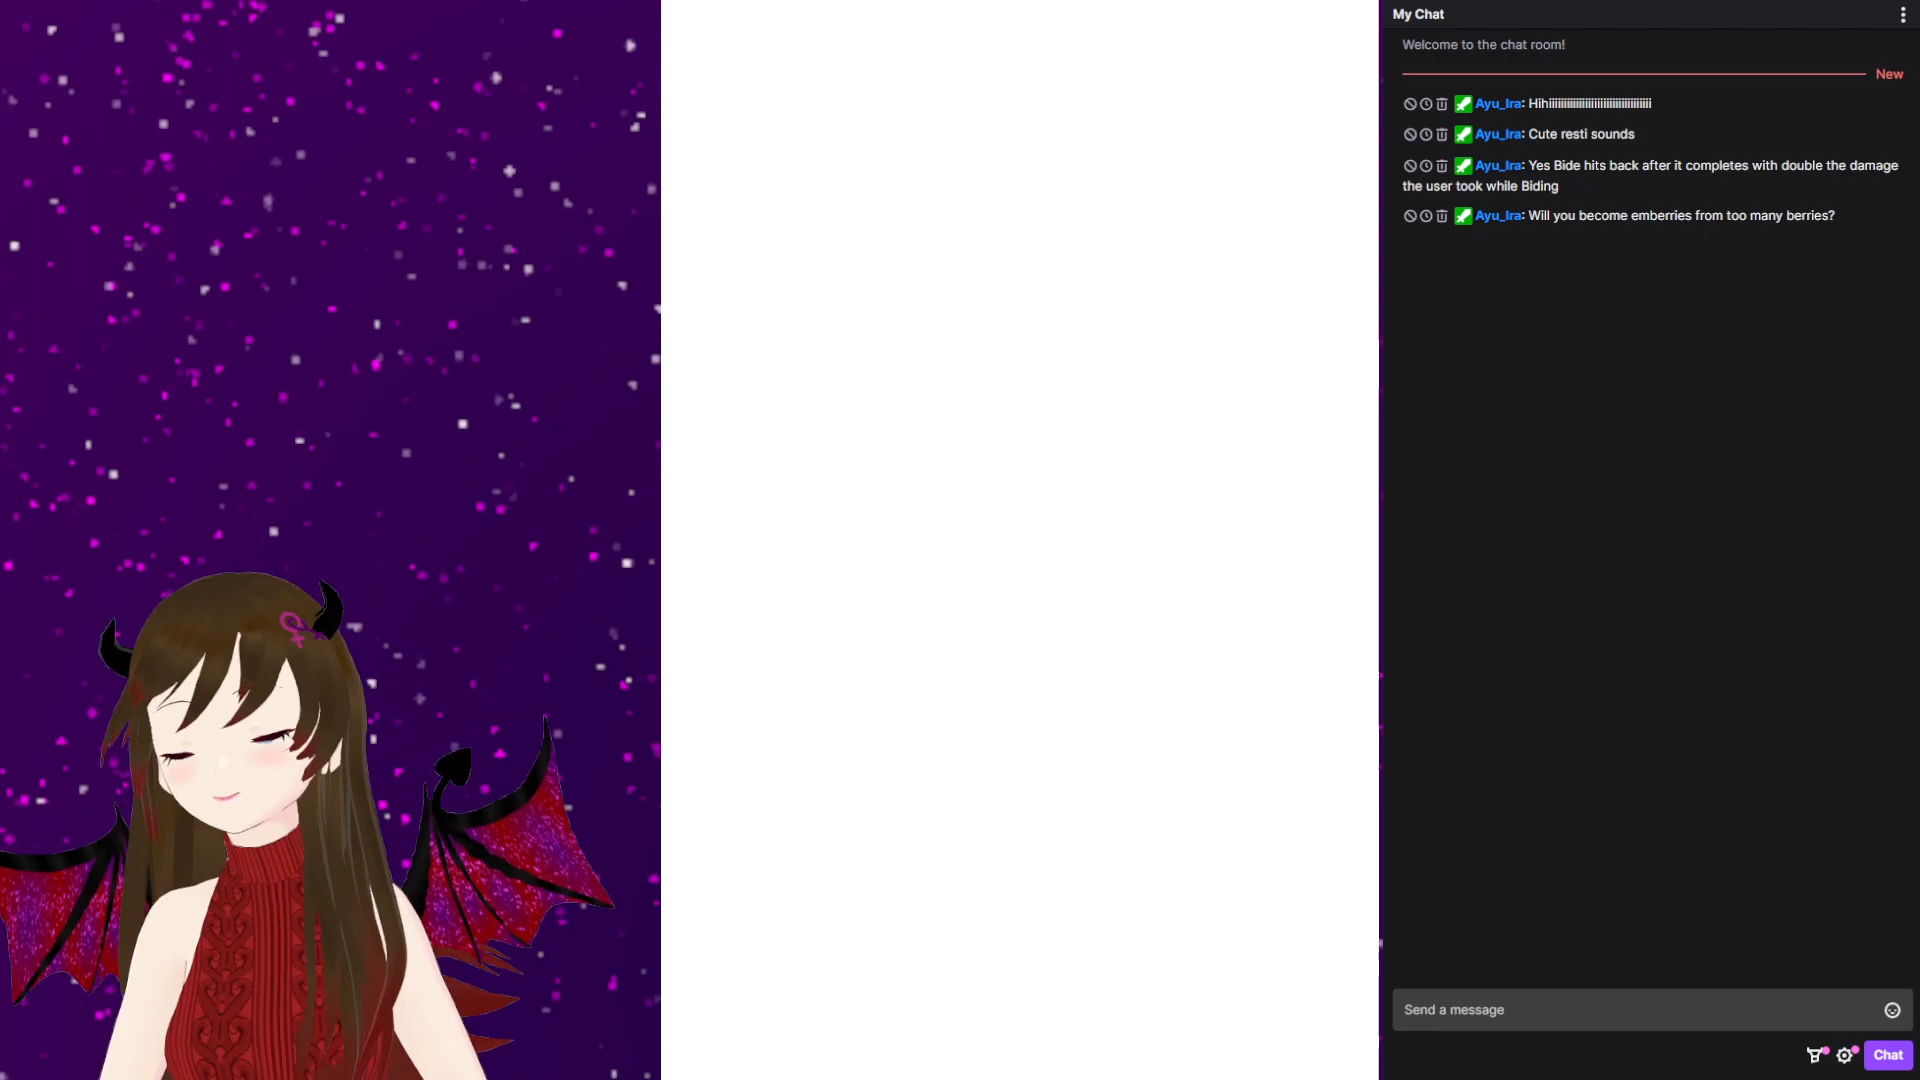 My Chat
Welcome to the chat room!
New
Ayu_Ira: Hihiiiiiiiiiiiiiiiiiiiiiiiiiiiiiiiiii
Ayu_Ira: Cute resti sounds
Ayu_Ira: Yes Bide hits back after it completes with double the damage
the user took while Biding
Ayu_Ira: Will you become emberries from too many berries?
Send a message
Chat